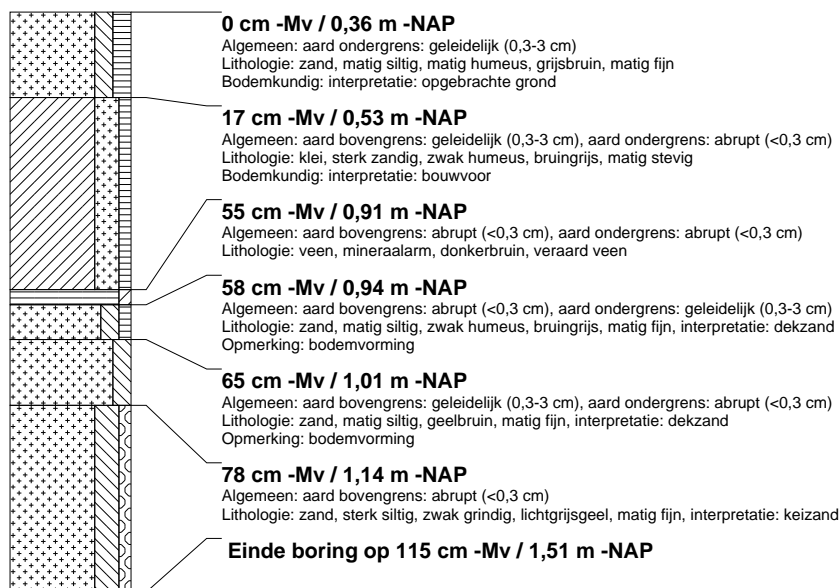 0 cm -Mv / 0,36 m -NAP
Algemeen: aard ondergrens: geleidelijk (0,3-3 cm)
Lithologie: zand, matig siltig, matig humeus, grijsbruin, matig fijn
Bodemkundig: interpretatie: opgebrachte grond
17 cm -Mv / 0,53 m -NAP
Algemeen: aard bovengrens: geleidelijk (0,3-3 cm), aard ondergrens: abrupt (<0,3 cm)
Lithologie: klei, sterk zandig, zwak humeus, bruingrijs, matig stevig
Bodemkundig: interpretatie: bouwvoor
55 cm -Mv / 0,91 m -NAP
Algemeen: aard bovengrens: abrupt (<0,3 cm), aard ondergrens: abrupt (<0,3 cm)
Lithologie: veen, mineraalarm, donkerbruin, veraard veen
58 cm -Mv / 0,94 m -NAP
Algemeen: aard bovengrens: abrupt (<0,3 cm), aard ondergrens: geleidelijk (0,3-3 cm)
Lithologie: zand, matig siltig, zwak humeus, bruingrijs, matig fijn, interpretatie: dekzand
Opmerking: bodemvorming
65 cm -Mv / 1,01 m -NAP
Algemeen: aard bovengrens: geleidelijk (0,3-3 cm), aard ondergrens: abrupt (<0,3 cm)
Lithologie: zand, matig siltig, geelbruin, matig fijn, interpretatie: dekzand
Opmerking: bodemvorming
78 cm -Mv / 1,14 m -NAP
Algemeen: aard bovengrens: abrupt (<0,3 cm)
Lithologie: zand, sterk siltig, zwak grindig, lichtgrijsgeel, matig fijn, interpretatie: keizand
Einde boring op 115 cm -Mv / 1,51 m -NAP